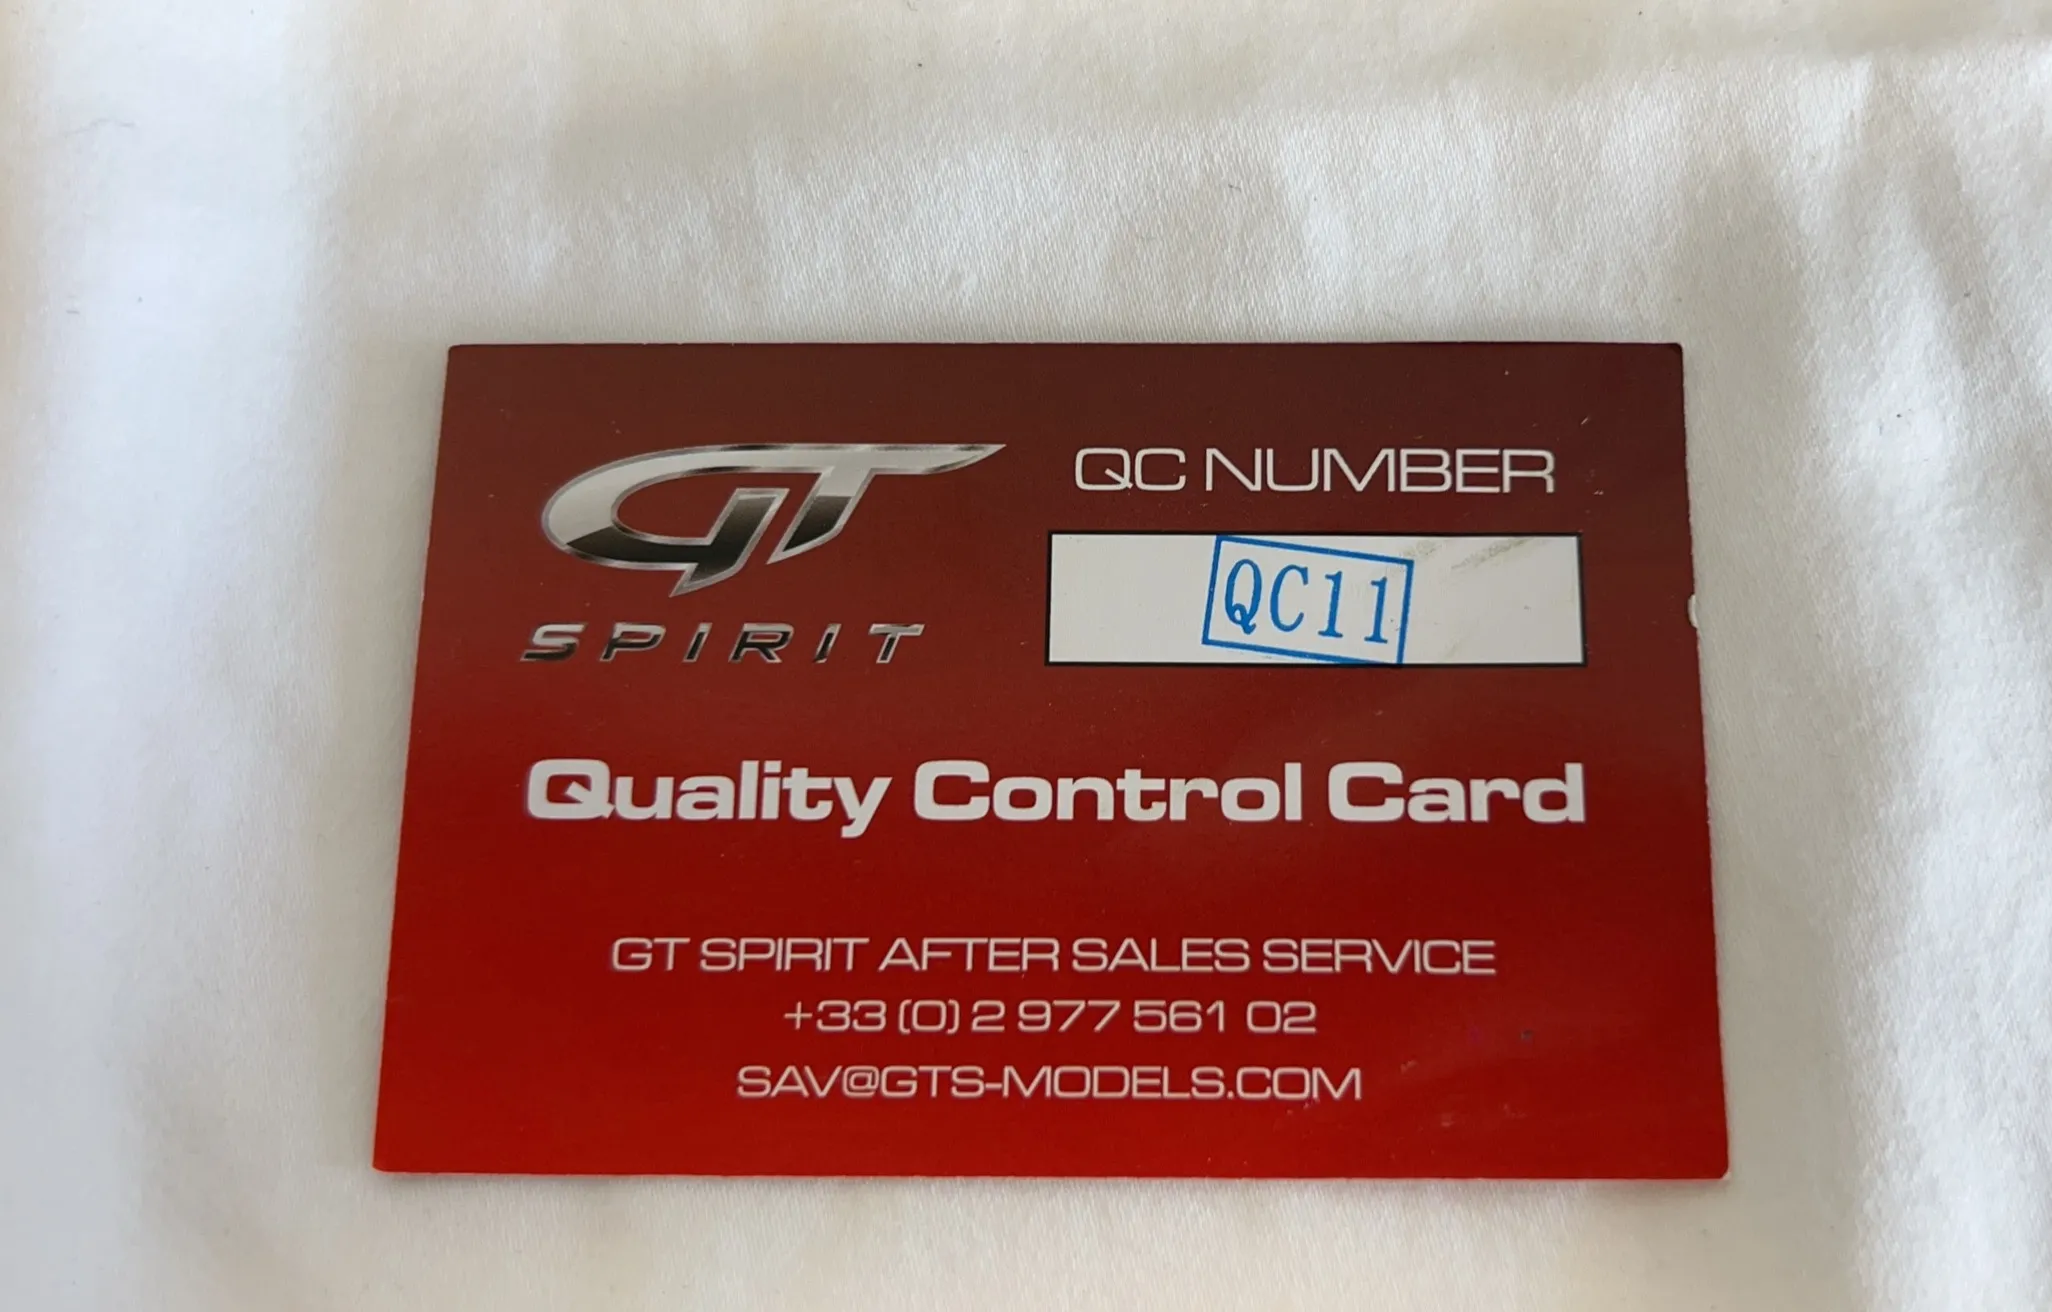 GT
SPIRIT
QC NUMBER
QC11
Quality Control Card
GT SPIRIT AFTER SALES SERVICE
+33 (0) 2 977 561 02
SAV@GTS-MODELS.COM